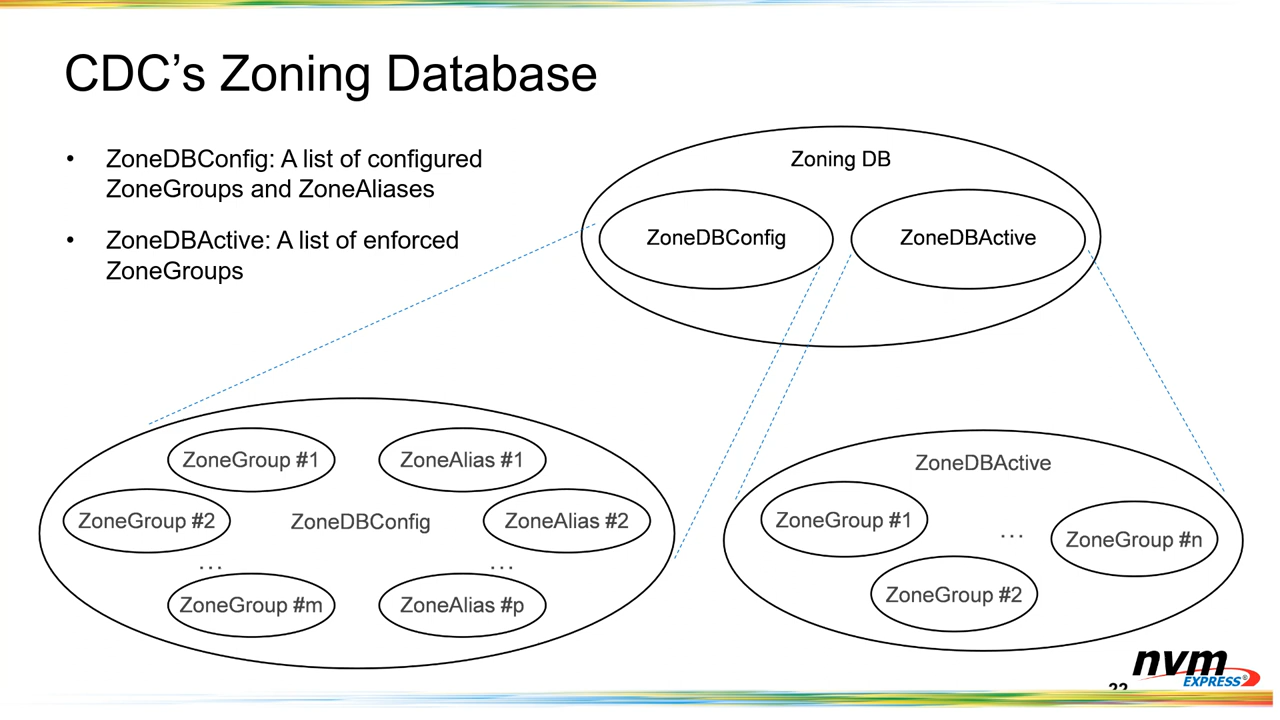 CDC’s Zoning Database
• ZoneDBConfig: A list of configured
ZoneGroups and ZoneAliases
• ZoneDBActive: A list of enforced
ZoneGroups
Zoning DB
ZoneDBConfig
ZoneDBActive
ZoneGroup #1
ZoneAlias #1
ZoneGroup #2
ZoneDBConfig
ZoneAlias #2
...
...
ZoneGroup #m
ZoneAlias #p
ZoneDBActive
ZoneGroup #1
...
ZoneGroup #n
ZoneGroup #2
nvm
EXPRESS®
22